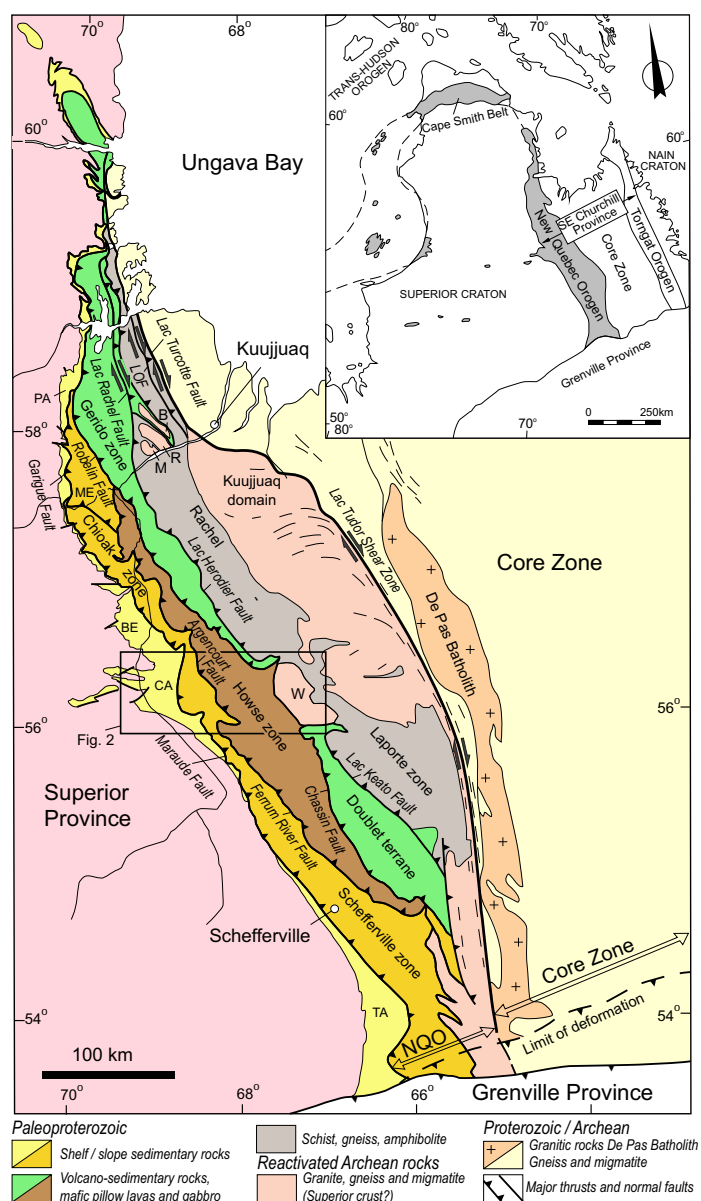 70°
68°
80°
70°
TRANS-HUDSON
OROGEN
60°
Cape Smith Belt
60°
NAIN
CRATON
SE Churchill
Province
New Quebec Orogen
Core Zone
Torngat Orogen
SUPERIOR CRATON
Grenville Province
50°
80°
70°
0 250km
60°
Ungava Bay
Lac Turcotte Fault
Kuujjuaq
LOF
Lac Rachel Fault
PA
Gerido zone
B
58°
R
M
Garigue Fault
Robelin Fault
ME
Kuujjuaq
domain
Chioak zone
Rachel
Lac Herodier Fault
Lac Tudor Shear Zone
De Pas Batholith
Core Zone
BE
Argencourt
Fault
CA
Howse zone
W
56°
56°
Fig. 2
Maraude Fault
Laporte zone
Lac Keato Fault
Superior
Province
Ferrum River Fault
Chassin Fault
Doublet terrane
Schefferville
Schefferville zone
Core Zone
TA
54°
54°
NQO
Limit of deformation
100 km
Grenville Province
70°
68°
66°
Paleoproterozoic
Shelf / slope sedimentary rocks
Volcano-sedimentary rocks,
mafic pillow lavas and gabbro
Schist, gneiss, amphibolite
Reactivated Archean rocks
Granite, gneiss and migmatite
(Superior crust?)
Proterozoic / Archean
Granitic rocks De Pas Batholith
Gneiss and migmatite
Major thrusts and normal faults